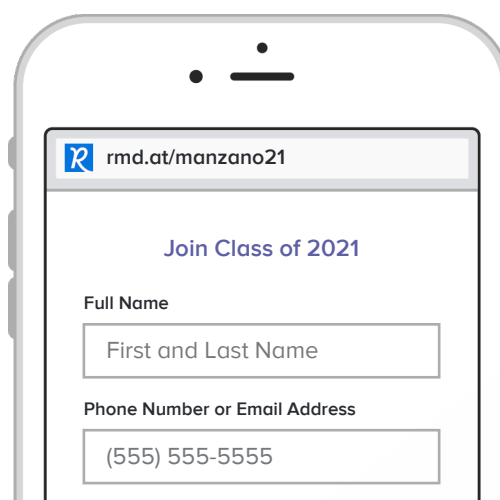 rmd.at/manzano21
Join Class of 2021
Full Name
First and Last Name
Phone Number or Email Address
(555) 555-5555